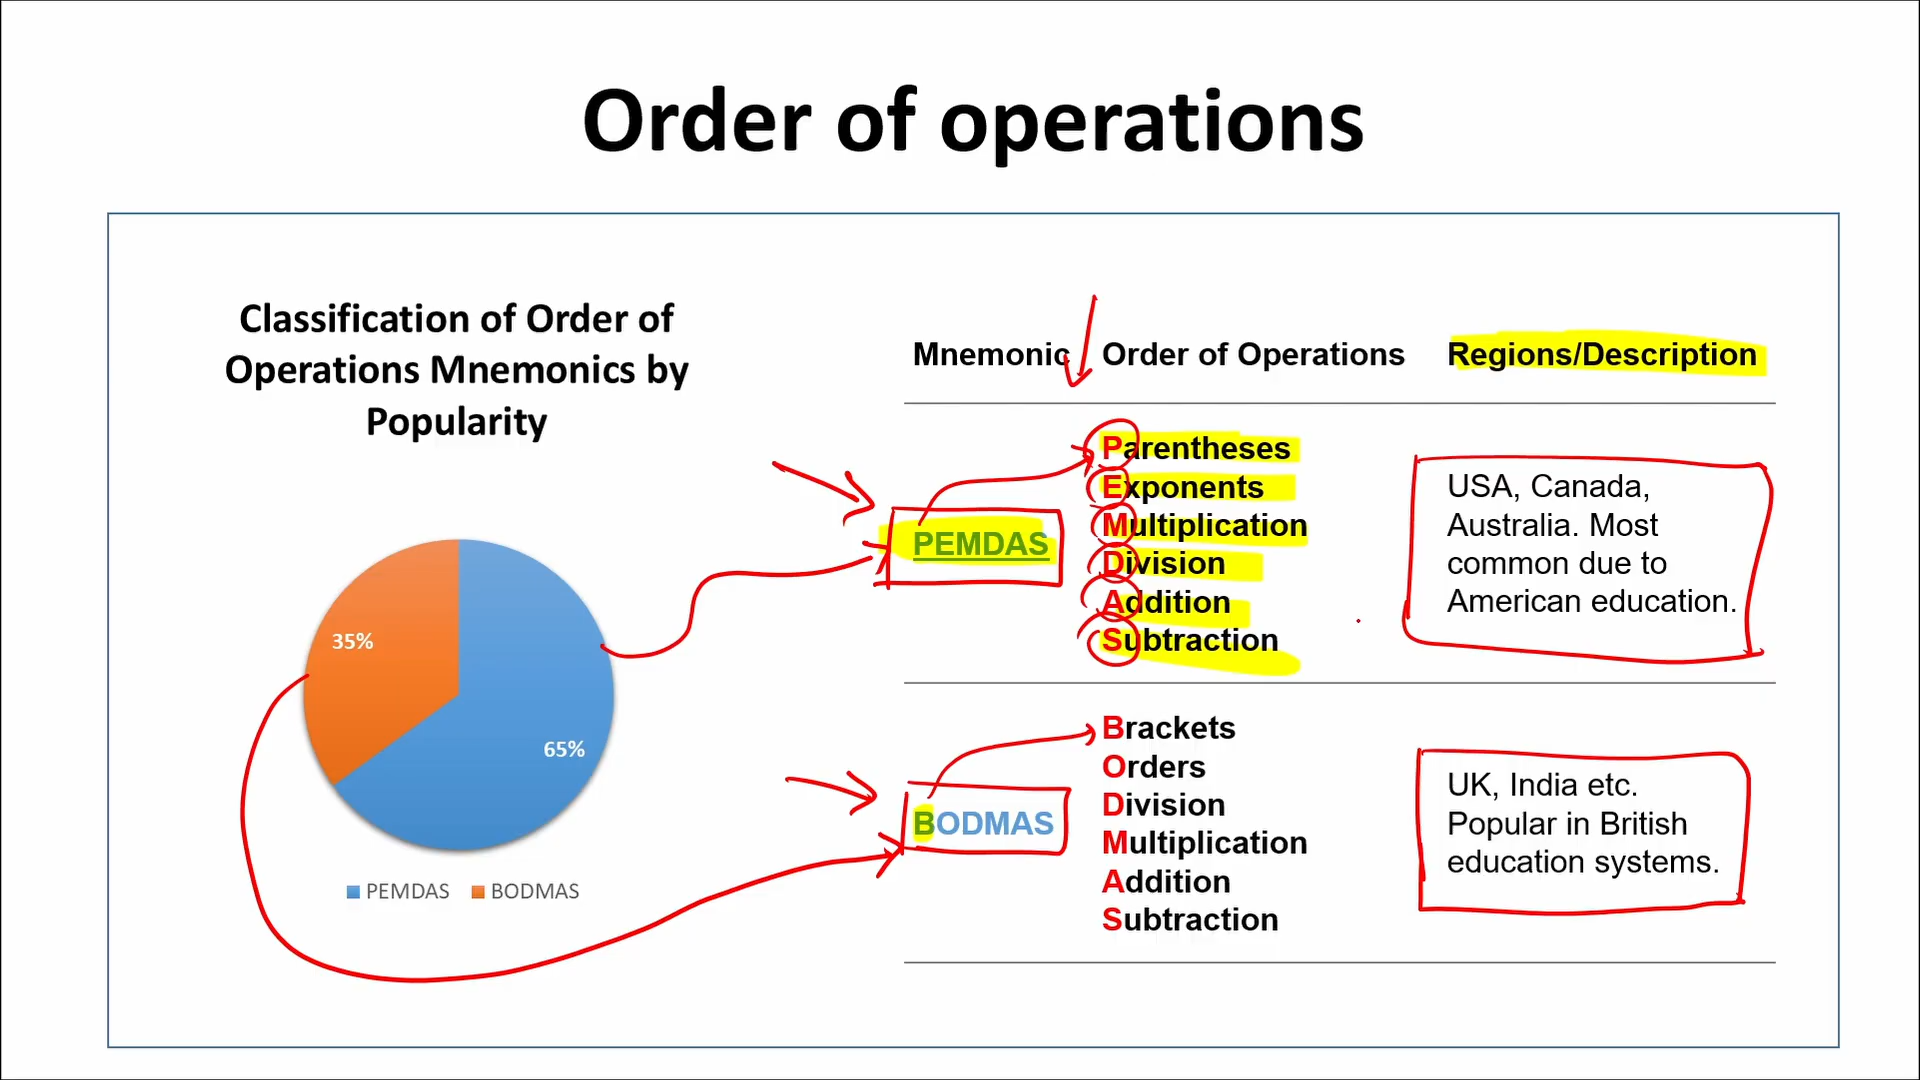 Order of operations
Classification of Order of
Operations Mnemonics by
Popularity
35%
65%
PEMDAS BODMAS
Mnemonic Order of Operations Regions/Description
PEMDAS
Parentheses
Exponents
Multiplication
Division
Addition
Subtraction
USA, Canada,
Australia. Most
common due to
American education.
BODMAS
Brackets
Orders
Division
Multiplication
Addition
Subtraction
UK, India etc.
Popular in British
education systems.